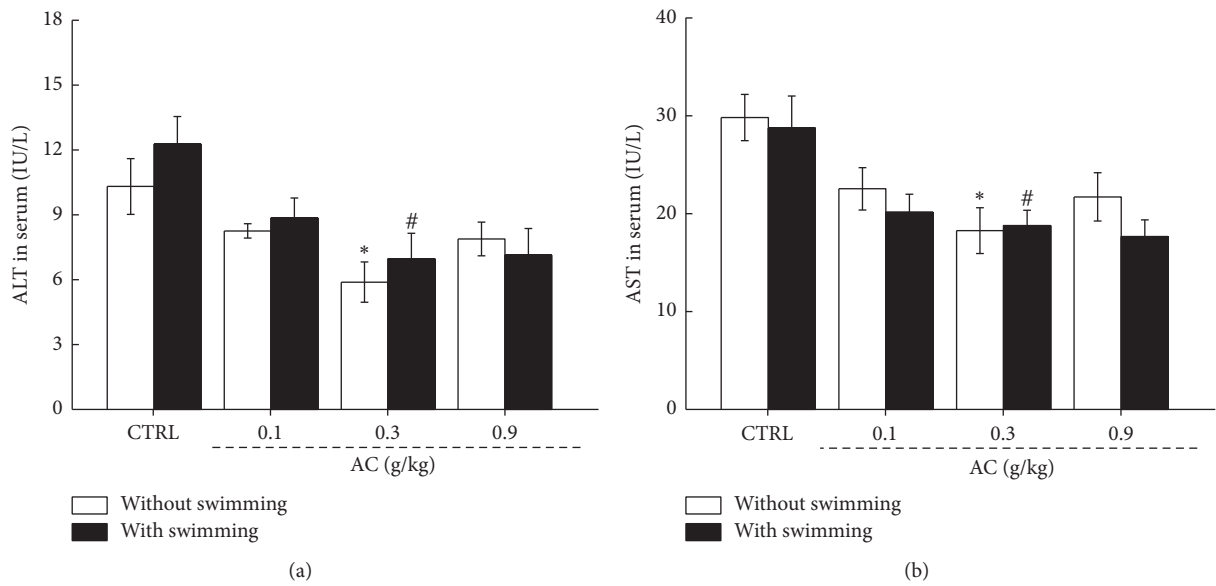 ALT in serum (IU/L)
18
15
12
9
6
3
0
*
#
CTRL 0.1 0.3 0.9
AC (g/kg)
Without swimming
With swimming
(a)
AST in serum (IU/L)
40
30
20
10
0
*
#
CTRL 0.1 0.3 0.9
AC (g/kg)
Without swimming
With swimming
(b)